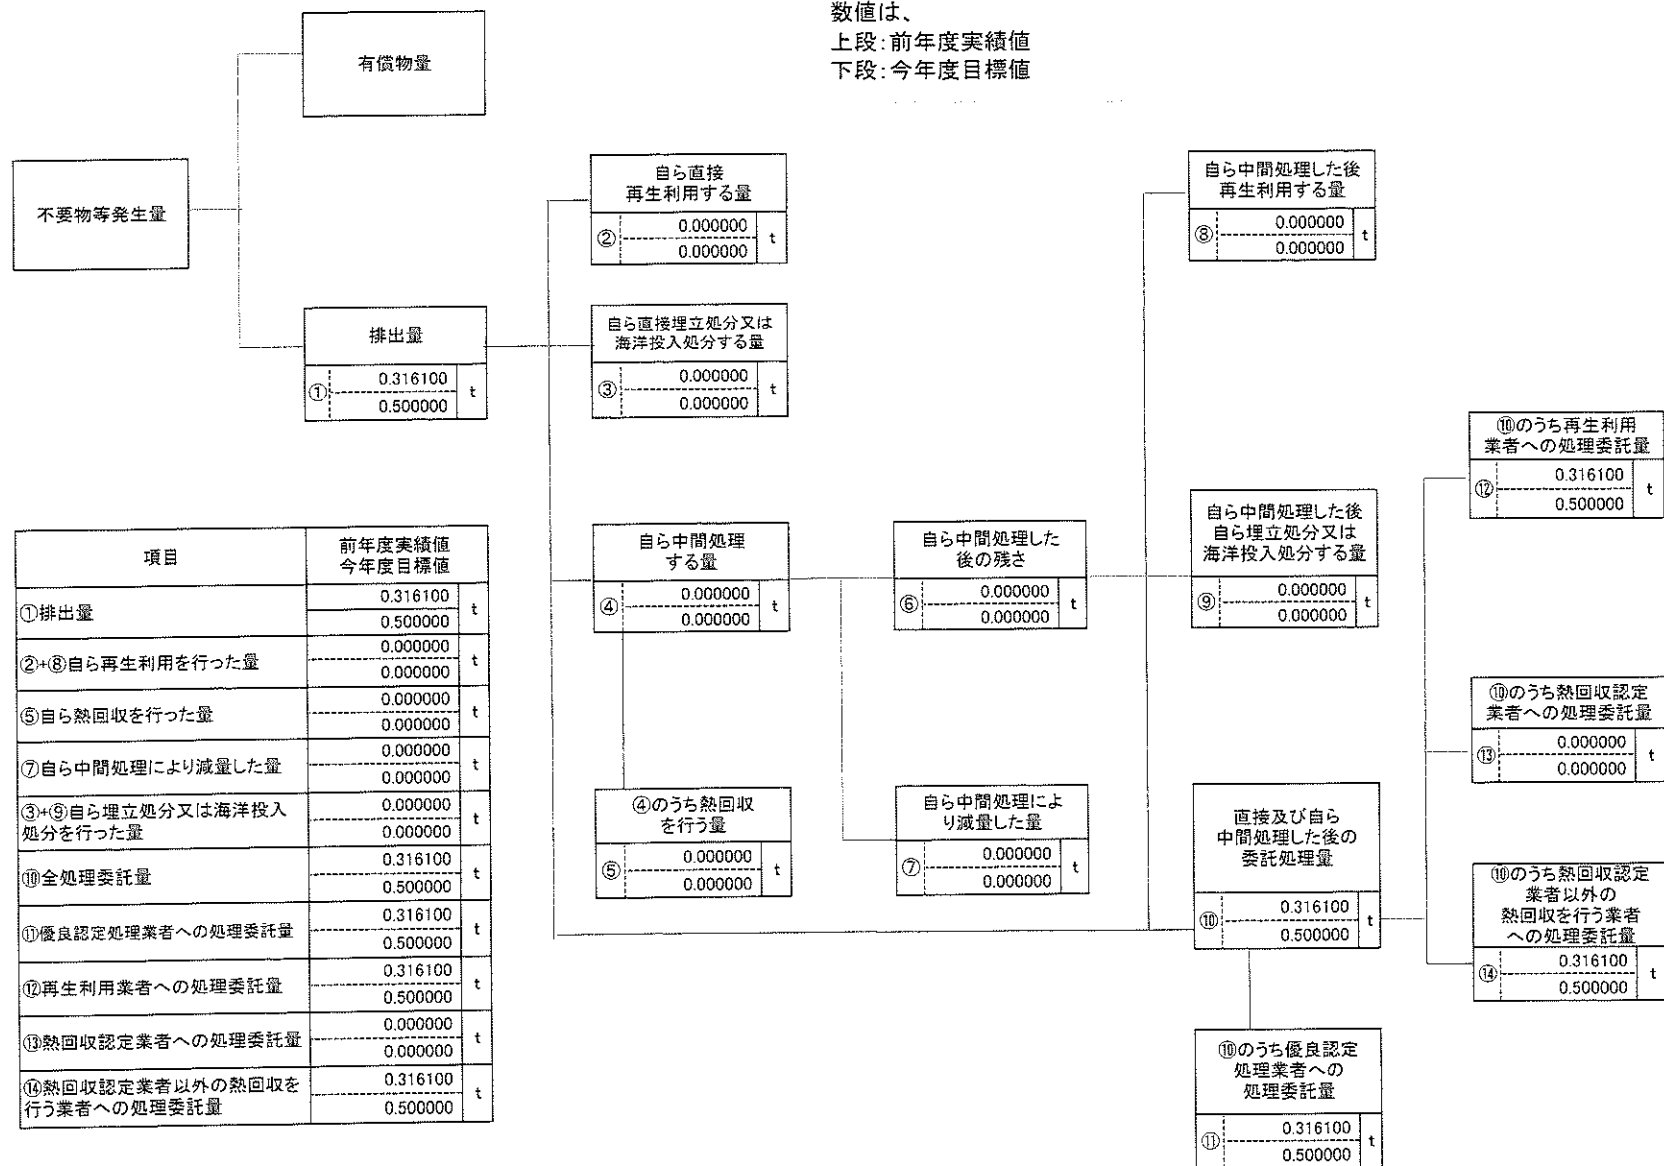 数値は、
上段:前年度実績値
下段:今年度目標値
有償物量
不要物等発生量
排出量
① 0.316100 t
0.500000
自ら直接
再生利用する量
② 0.000000 t
0.000000
自ら直接埋立処分又は
海洋投入処分する量
③ 0.000000 t
0.000000
自ら中間処理
する量
④ 0.000000 t
0.000000
④のうち熱回収
を行う量
⑤ 0.000000 t
0.000000
自ら中間処理した
後の残さ
⑥ 0.000000 t
0.000000
自ら中間処理によ
り減量した量
⑦ 0.000000 t
0.000000
自ら中間処理した後
再生利用する量
⑧ 0.000000 t
0.000000
自ら中間処理した後
自ら埋立処分又は
海洋投入処分する量
⑨ 0.000000 t
0.000000
直接及び自ら
中間処理した後の
委託処理量
⑩ 0.316100 t
0.500000
⑩のうち優良認定
処理業者への
処理委託量
⑪ 0.316100 t
0.500000
⑩のうち再生利用
業者への処理委託量
⑫ 0.316100 t
0.500000
⑩のうち熱回収認定
業者への処理委託量
⑬ 0.000000 t
0.000000
⑩のうち熱回収認定
業者以外の
熱回収を行う業者
への処理委託量
⑭ 0.316100 t
0.500000
項目 前年度実績値
今年度目標値
①排出量 0.316100 t
0.500000
②+⑧自ら再生利用を行った量 0.000000 t
0.000000
⑤自ら熱回収を行った量 0.000000 t
0.000000
⑦自ら中間処理により減量した量 0.000000 t
0.000000
③+⑨自ら埋立処分又は海洋投入
処分を行った量 0.000000 t
0.000000
⑩全処理委託量 0.316100 t
0.500000
⑪優良認定処理業者への処理委託量 0.316100 t
0.500000
⑫再生利用業者への処理委託量 0.316100 t
0.500000
⑬熱回収認定業者への処理委託量 0.000000 t
0.000000
⑭熱回収認定業者以外の熱回収を
行う業者への処理委託量 0.316100 t
0.500000